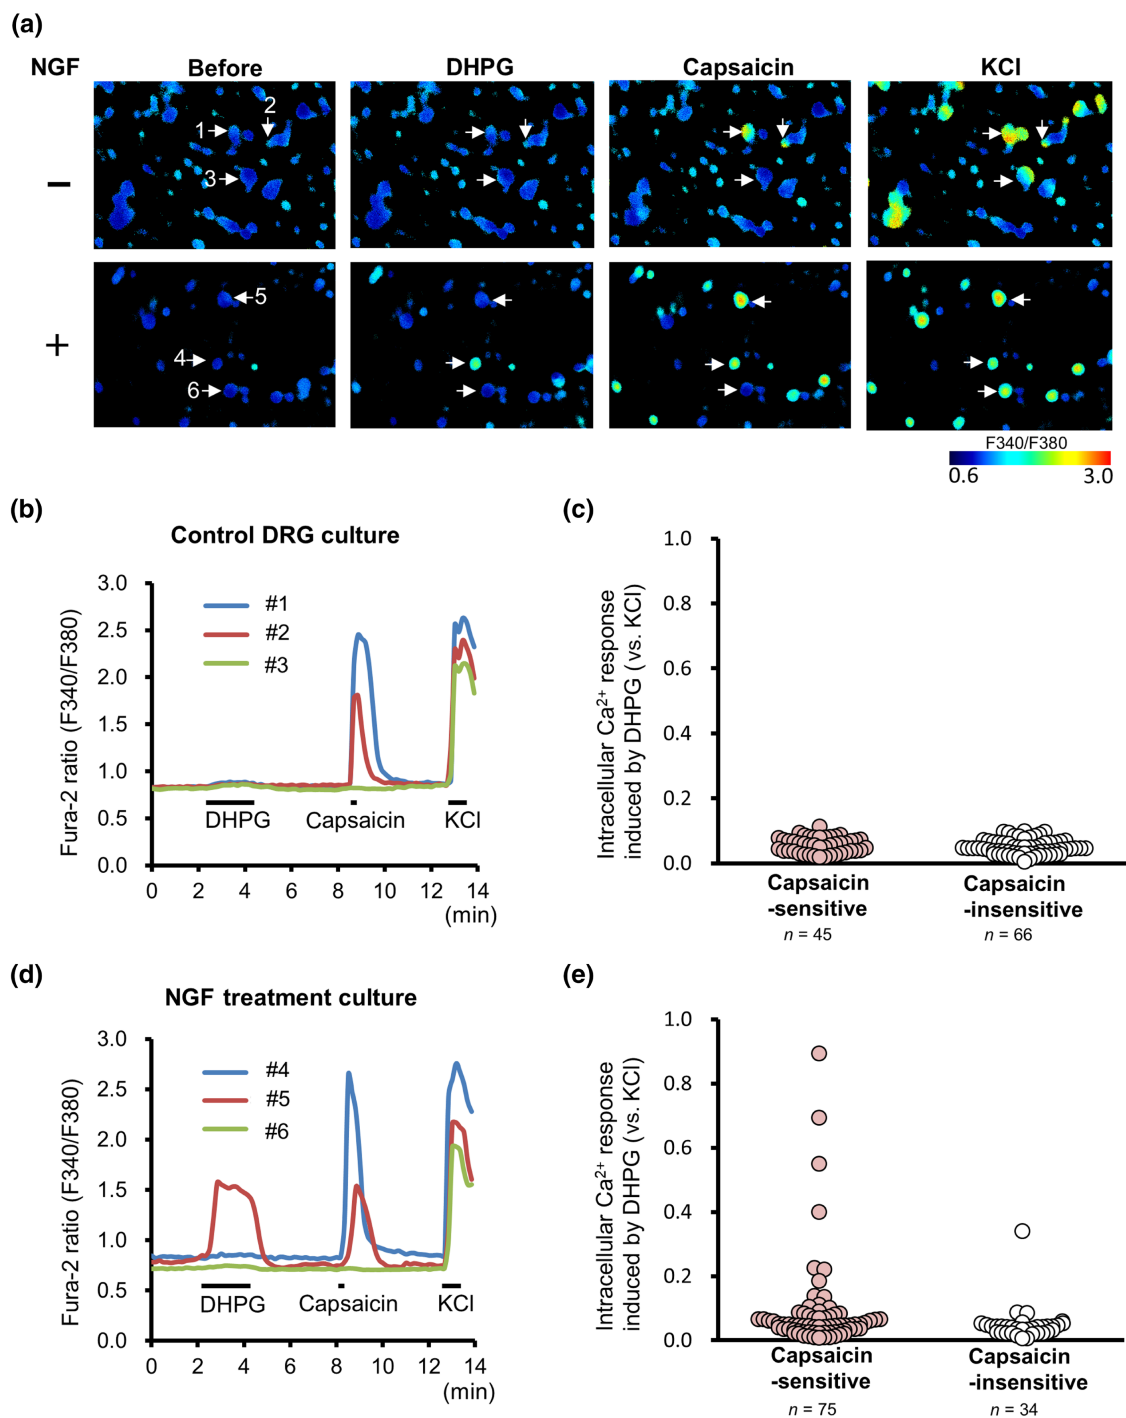 (a)
NGF Before DHPG Capsaicin KCl
1 2
3
−
5
4
6
+
F340/F380
0.6 3.0
(b)
Control DRG culture
Fura-2 ratio (F340/F380)
3.0
2.5
2.0
1.5
1.0
0.5
0.0
#1
#2
#3
DHPG Capsaicin KCl
0 2 4 6 8 10 12 14
(min)
(c)
Intracellular Ca²⁺ response
induced by DHPG (vs. KCl)
1.0
0.8
0.6
0.4
0.2
0.0
Capsaicin
-sensitive
n = 45
Capsaicin
-insensitive
n = 66
(d)
NGF treatment culture
Fura-2 ratio (F340/F380)
3.0
2.5
2.0
1.5
1.0
0.5
0.0
#4
#5
#6
DHPG Capsaicin KCl
0 2 4 6 8 10 12 14
(min)
(e)
Intracellular Ca²⁺ response
induced by DHPG (vs. KCl)
1.0
0.8
0.6
0.4
0.2
0.0
Capsaicin
-sensitive
n = 75
Capsaicin
-insensitive
n = 34